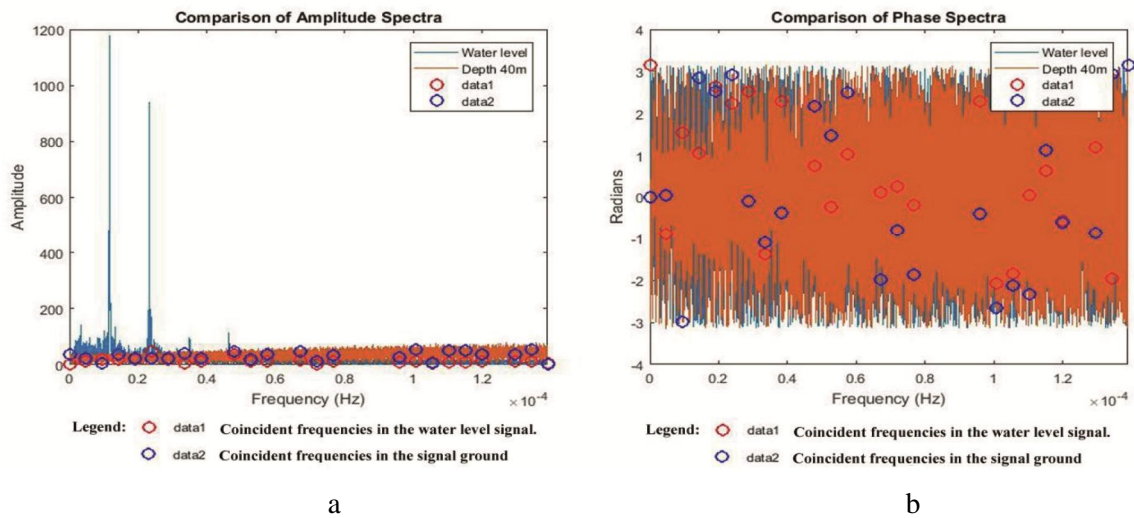 Comparison of Amplitude Spectra
1200
1000
800
600
400
200
0
Amplitude
Water level
Depth 40m
data1
data2
0 0.2 0.4 0.6 0.8 1 1.2
Frequency (Hz)
× 10⁻⁴
Legend: data1 Coincident frequencies in the water level signal.
data2 Coincident frequencies in the signal ground
a
Comparison of Phase Spectra
4
3
2
1
0
-1
-2
-3
-4
Radians
Water level
Depth 40m
data1
data2
0 0.2 0.4 0.6 0.8 1 1.2
Frequency (Hz)
× 10⁻⁴
Legend: data1 Coincident frequencies in the water level signal.
data2 Coincident frequencies in the signal ground
b